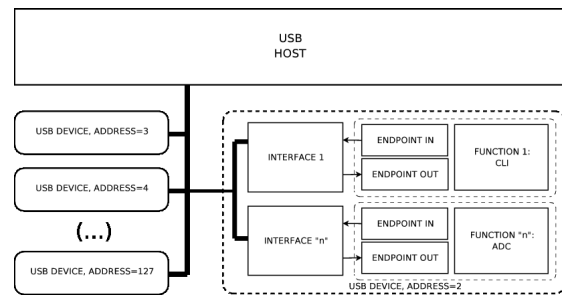 USB
HOST
USB DEVICE, ADDRESS=3
USB DEVICE, ADDRESS=4
(...)
USB DEVICE, ADDRESS=127
INTERFACE 1
ENDPOINT IN
ENDPOINT OUT
FUNCTION 1:
CLI
INTERFACE "n"
ENDPOINT IN
ENDPOINT OUT
FUNCTION "n":
ADC
USB DEVICE, ADDRESS=2